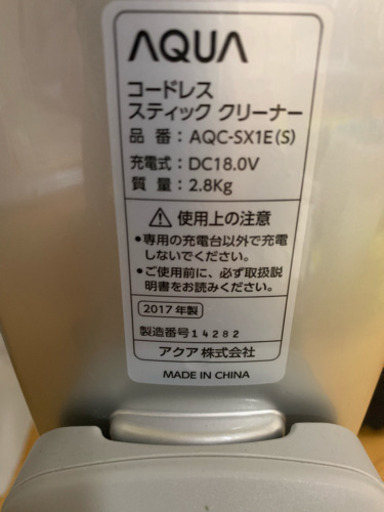 AQUA
コードレス
スティック クリーナー
品 番：AQC-SX1E(S)
充電式：DC18.0V
質 量：2.8Kg
⚠ 使用上の注意
•専用の充電台以外で充電
しないでください。
•ご使用前に、必ず取扱説
明書をお読みください。
2017年製
製造番号14282
アクア株式会社
MADE IN CHINA